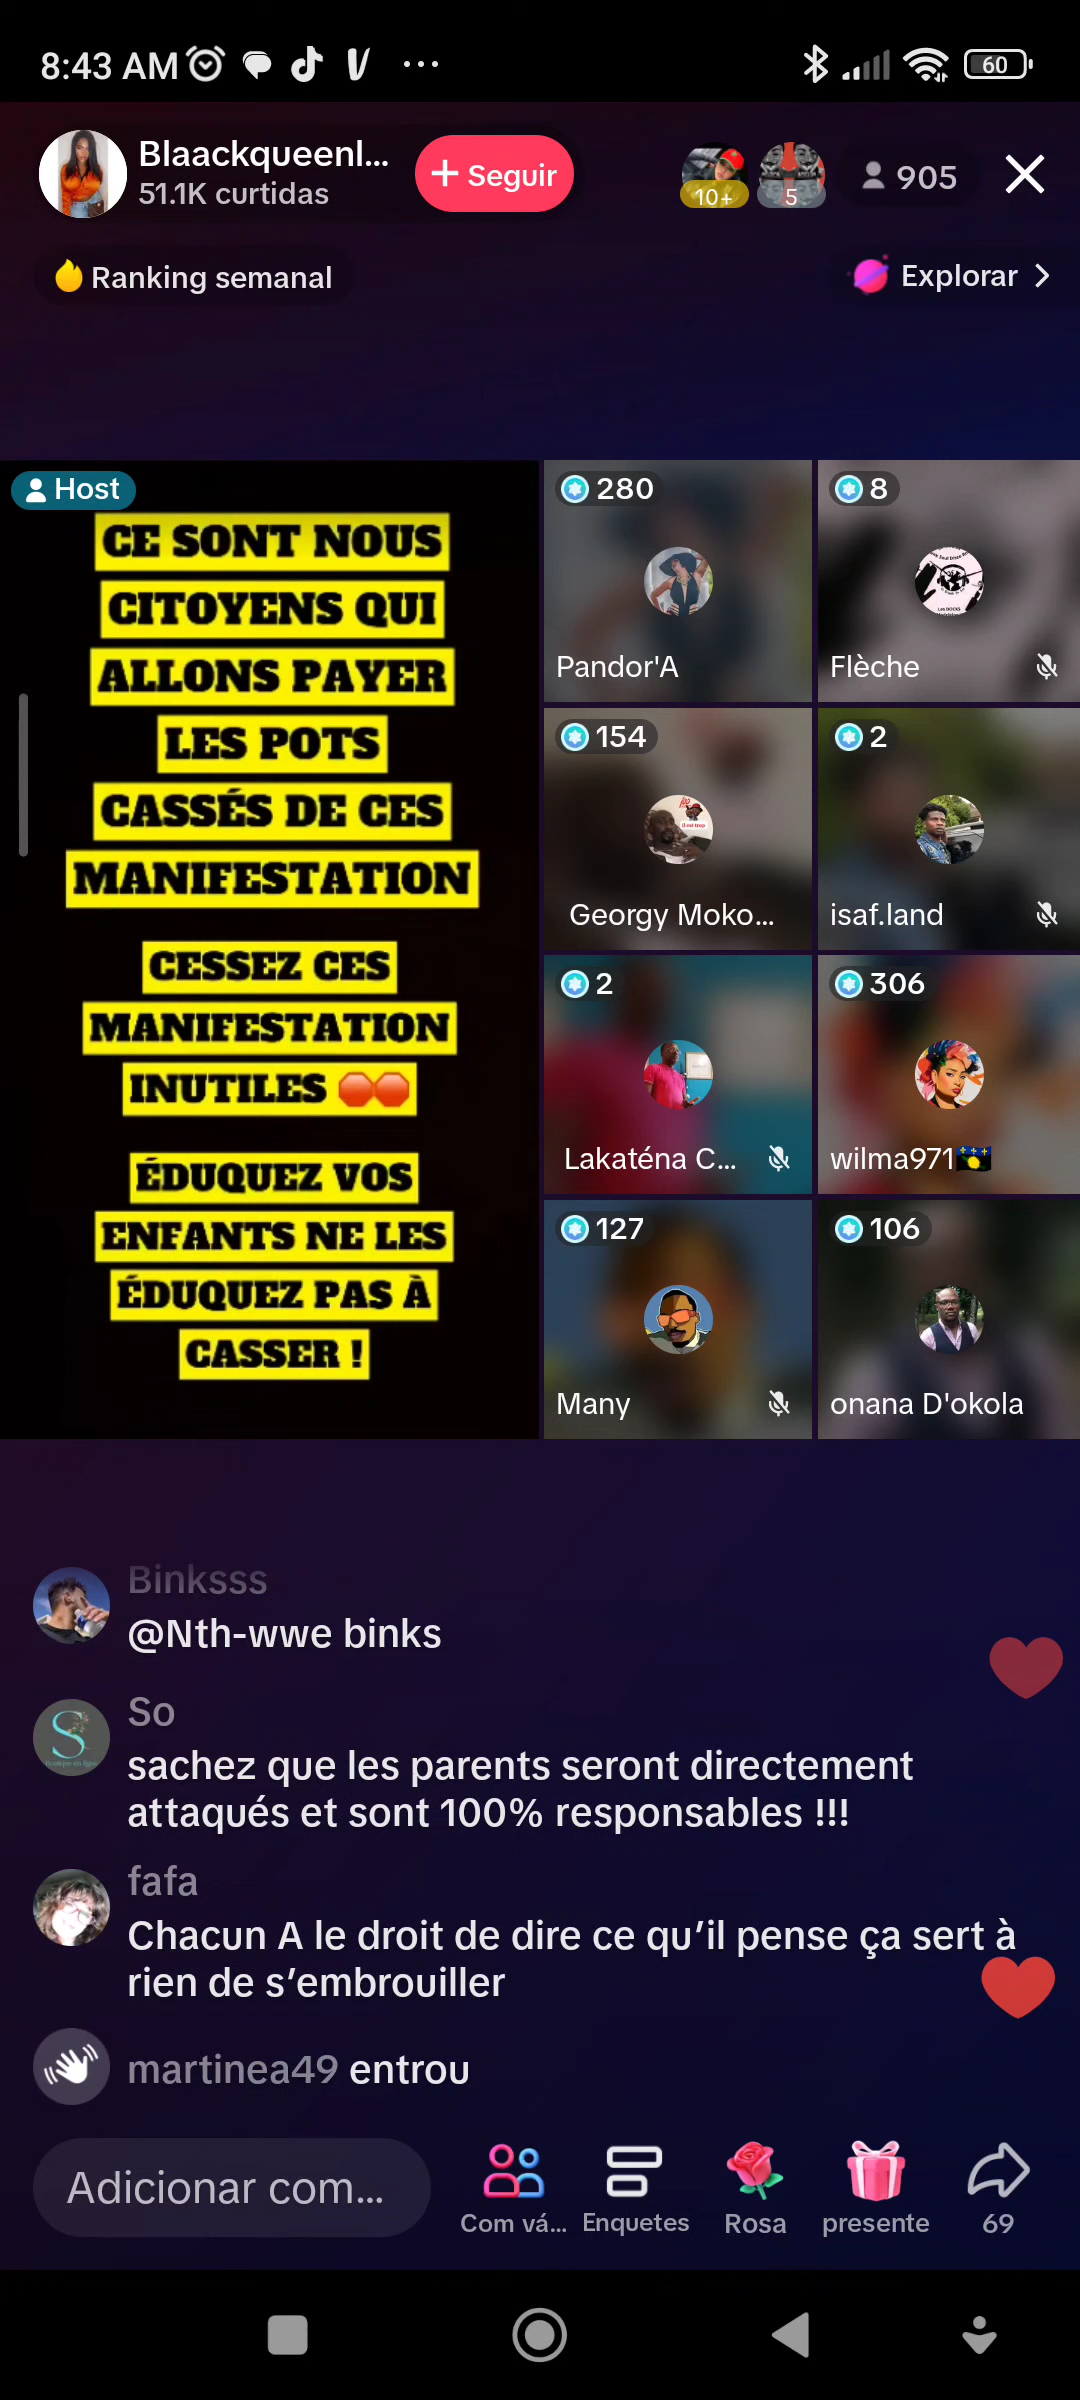 8:43 AM
60
Blaackqueenl...
51.1K curtidas
+ Seguir
10+
5
905
Ranking semanal
Explorar
Host
CE SONT NOUS
CITOYENS QUI
ALLONS PAYER
LES POTS
CASSÉS DE CES
MANIFESTATION
CESSEZ CES
MANIFESTATION
INUTILES 🛑🛑
ÉDUQUEZ VOS
ENFANTS NE LES
ÉDUQUEZ PAS À
CASSER !
280
Pandor'A
8
Flèche
154
Georgy Moko...
2
isaf.land
2
Lakaténa C...
306
wilma971
127
Many
106
onana D'okola
Binksss
@Nth-wwe binks
So
sachez que les parents seront directement
attaqués et sont 100% responsables !!!
fafa
Chacun A le droit de dire ce qu’il pense ça sert à
rien de s’embrouiller
martinea49 entrou
Adicionar com...
Com vá...
Enquetes
Rosa
presente
69